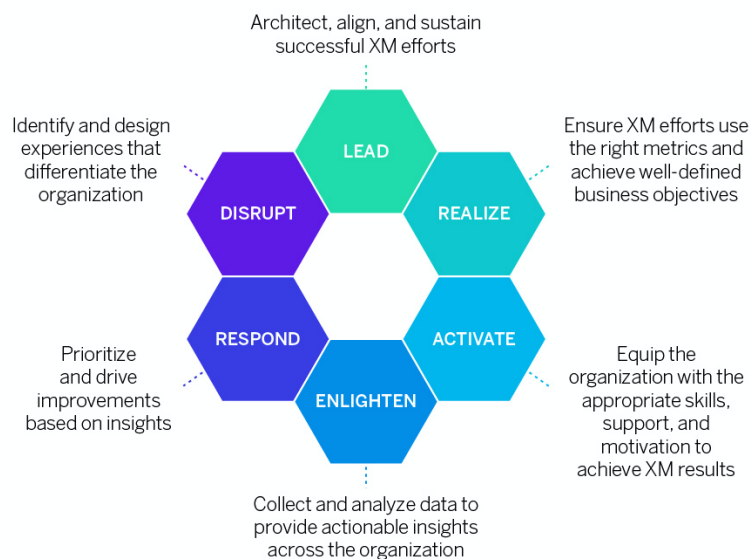 Architect, align, and sustain
successful XM efforts
LEAD
Ensure XM efforts use
the right metrics and
achieve well-defined
business objectives
REALIZE
Equip the
organization with the
appropriate skills,
support, and
motivation to
achieve XM results
ACTIVATE
Collect and analyze data to
provide actionable insights
across the organization
ENLIGHTEN
Prioritize
and drive
improvements
based on insights
RESPOND
Identify and design
experiences that
differentiate the
organization
DISRUPT